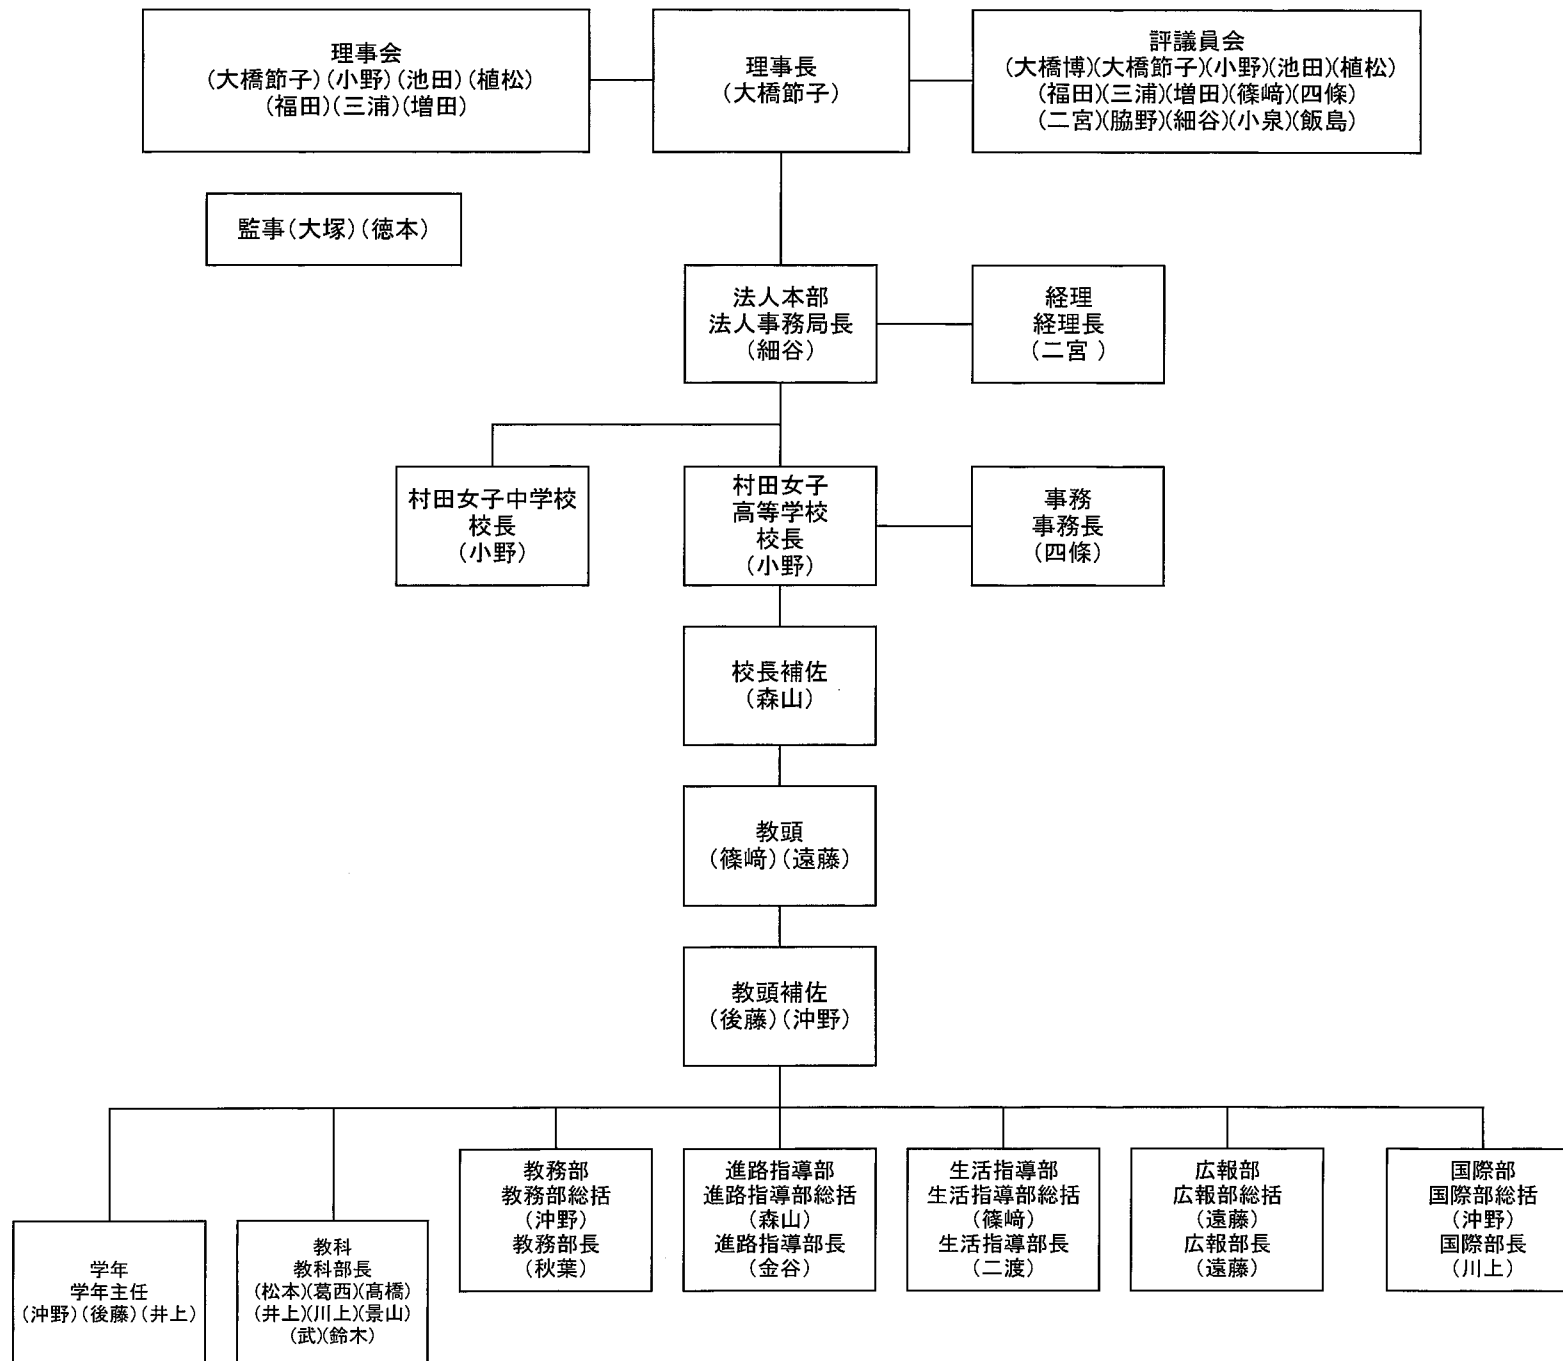 理事会
(大橋節子)(小野)(池田)(植松)
(福田)(三浦)(増田)
理事長
(大橋節子)
評議員会
(大橋博)(大橋節子)(小野)(池田)(植松)
(福田)(三浦)(増田)(篠﨑)(四條)
(二宮)(脇野)(細谷)(小泉)(飯島)
監事(大塚)(徳本)
法人本部
法人事務局長
(細谷)
経理
経理長
(二宮 )
村田女子中学校
校長
(小野)
村田女子
高等学校
校長
(小野)
事務
事務長
(四條)
校長補佐
(森山)
教頭
(篠﨑)(遠藤)
教頭補佐
(後藤)(沖野)
学年
学年主任
(沖野)(後藤)(井上)
教科
教科部長
(松本)(葛西)(髙橋)
(井上)(川上)(景山)
(武)(鈴木)
教務部
教務部総括
(沖野)
教務部長
(秋葉)
進路指導部
進路指導部総括
(森山)
進路指導部長
(金谷)
生活指導部
生活指導部総括
(篠﨑)
生活指導部長
(二渡)
広報部
広報部総括
(遠藤)
広報部長
(遠藤)
国際部
国際部総括
(沖野)
国際部長
(川上)